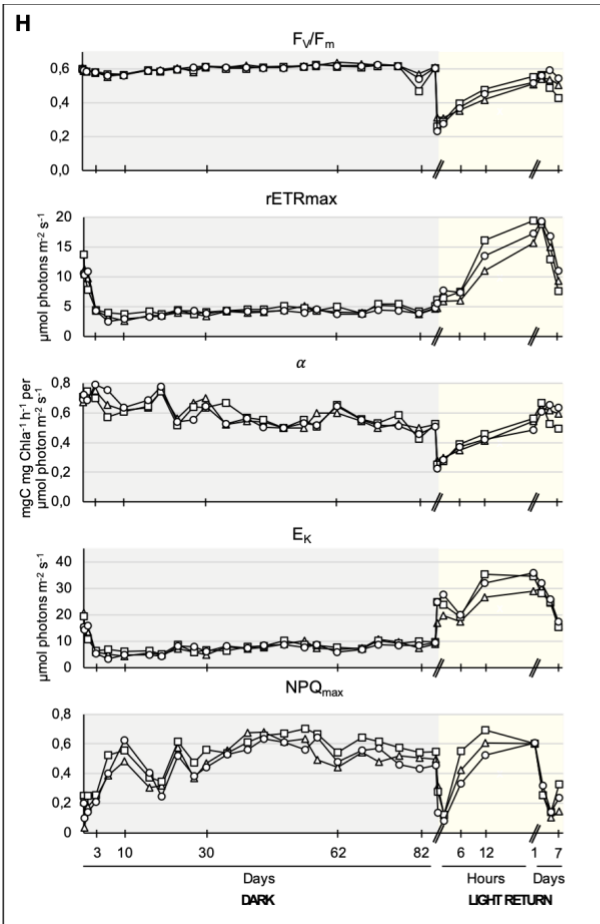 H
Fᵥ/Fₘ
0,6
0,4
0,2
0,0
rETRmax
µmol photons m⁻² s⁻¹
20
15
10
5
0
α
mgC mg Chla⁻¹ h⁻¹ per
µmol photon m⁻² s⁻¹
0,8
0,6
0,4
0,2
0,0
Eₖ
µmol photons m⁻² s⁻¹
40
30
20
10
0
NPQₘₐₓ
0,8
0,6
0,4
0,2
0
3 10 30 62 82 6 12 1 7
Days Hours Days
DARK LIGHT RETURN